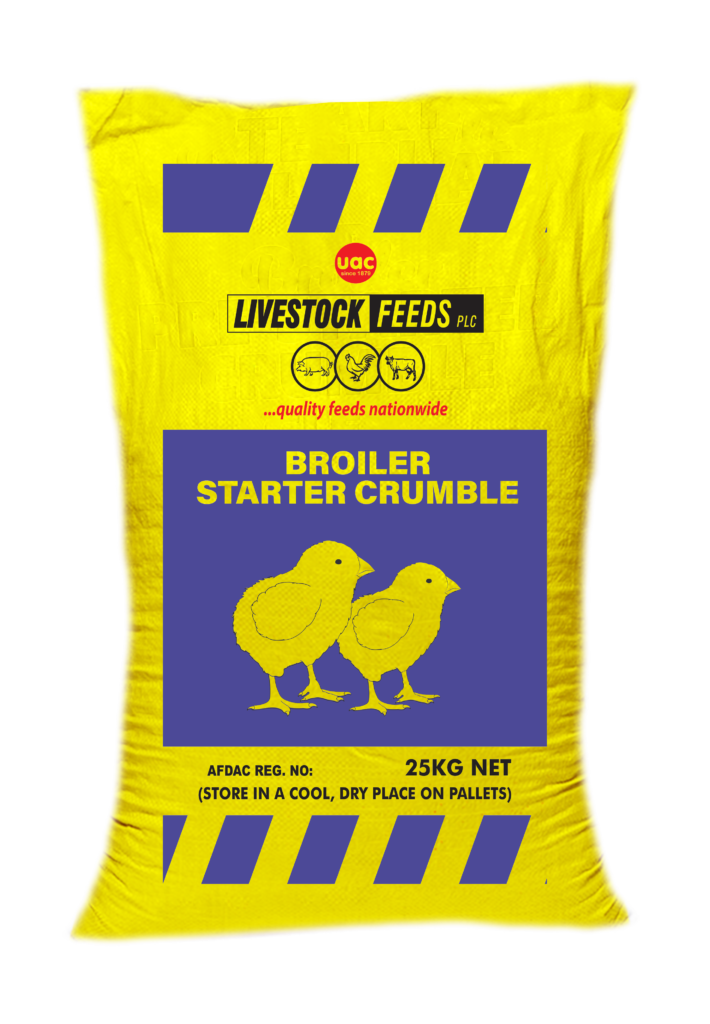 uac
since 1879
LIVESTOCK FEEDS PLC
...quality feeds nationwide
BROILER
STARTER CRUMBLE
AFDAC REG. NO: 25KG NET
(STORE IN A COOL, DRY PLACE ON PALLETS)